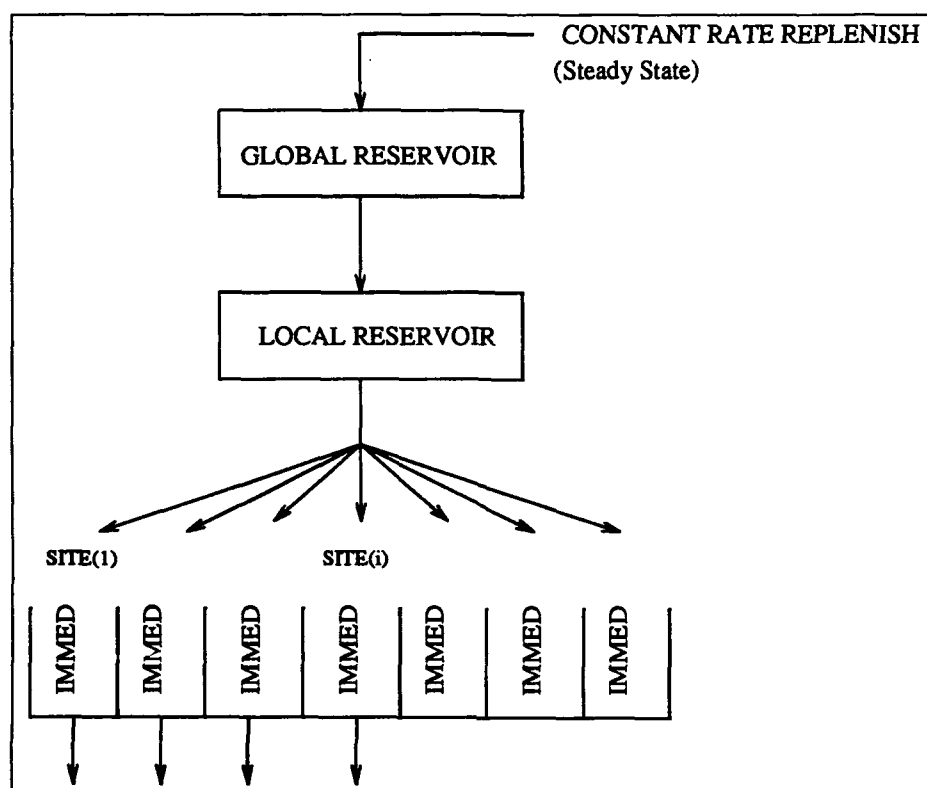 CONSTANT RATE REPLENISH
(Steady State)
GLOBAL RESERVOIR
LOCAL RESERVOIR
SITE(1) SITE(i)
IMMED IMMED IMMED IMMED IMMED IMMED IMMED